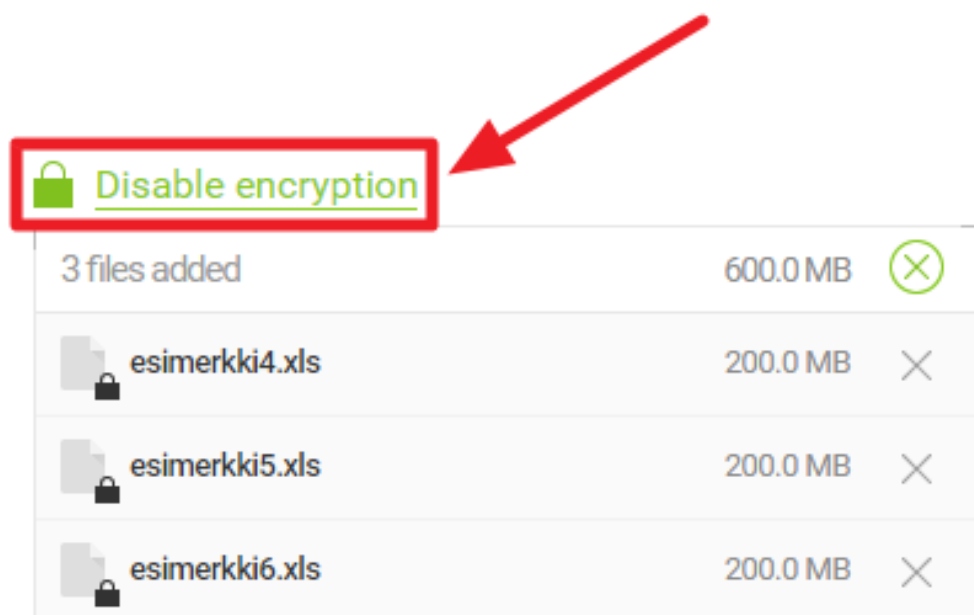 Disable encryption
3 files added 600.0 MB
esimerkki4.xls 200.0 MB
esimerkki5.xls 200.0 MB
esimerkki6.xls 200.0 MB